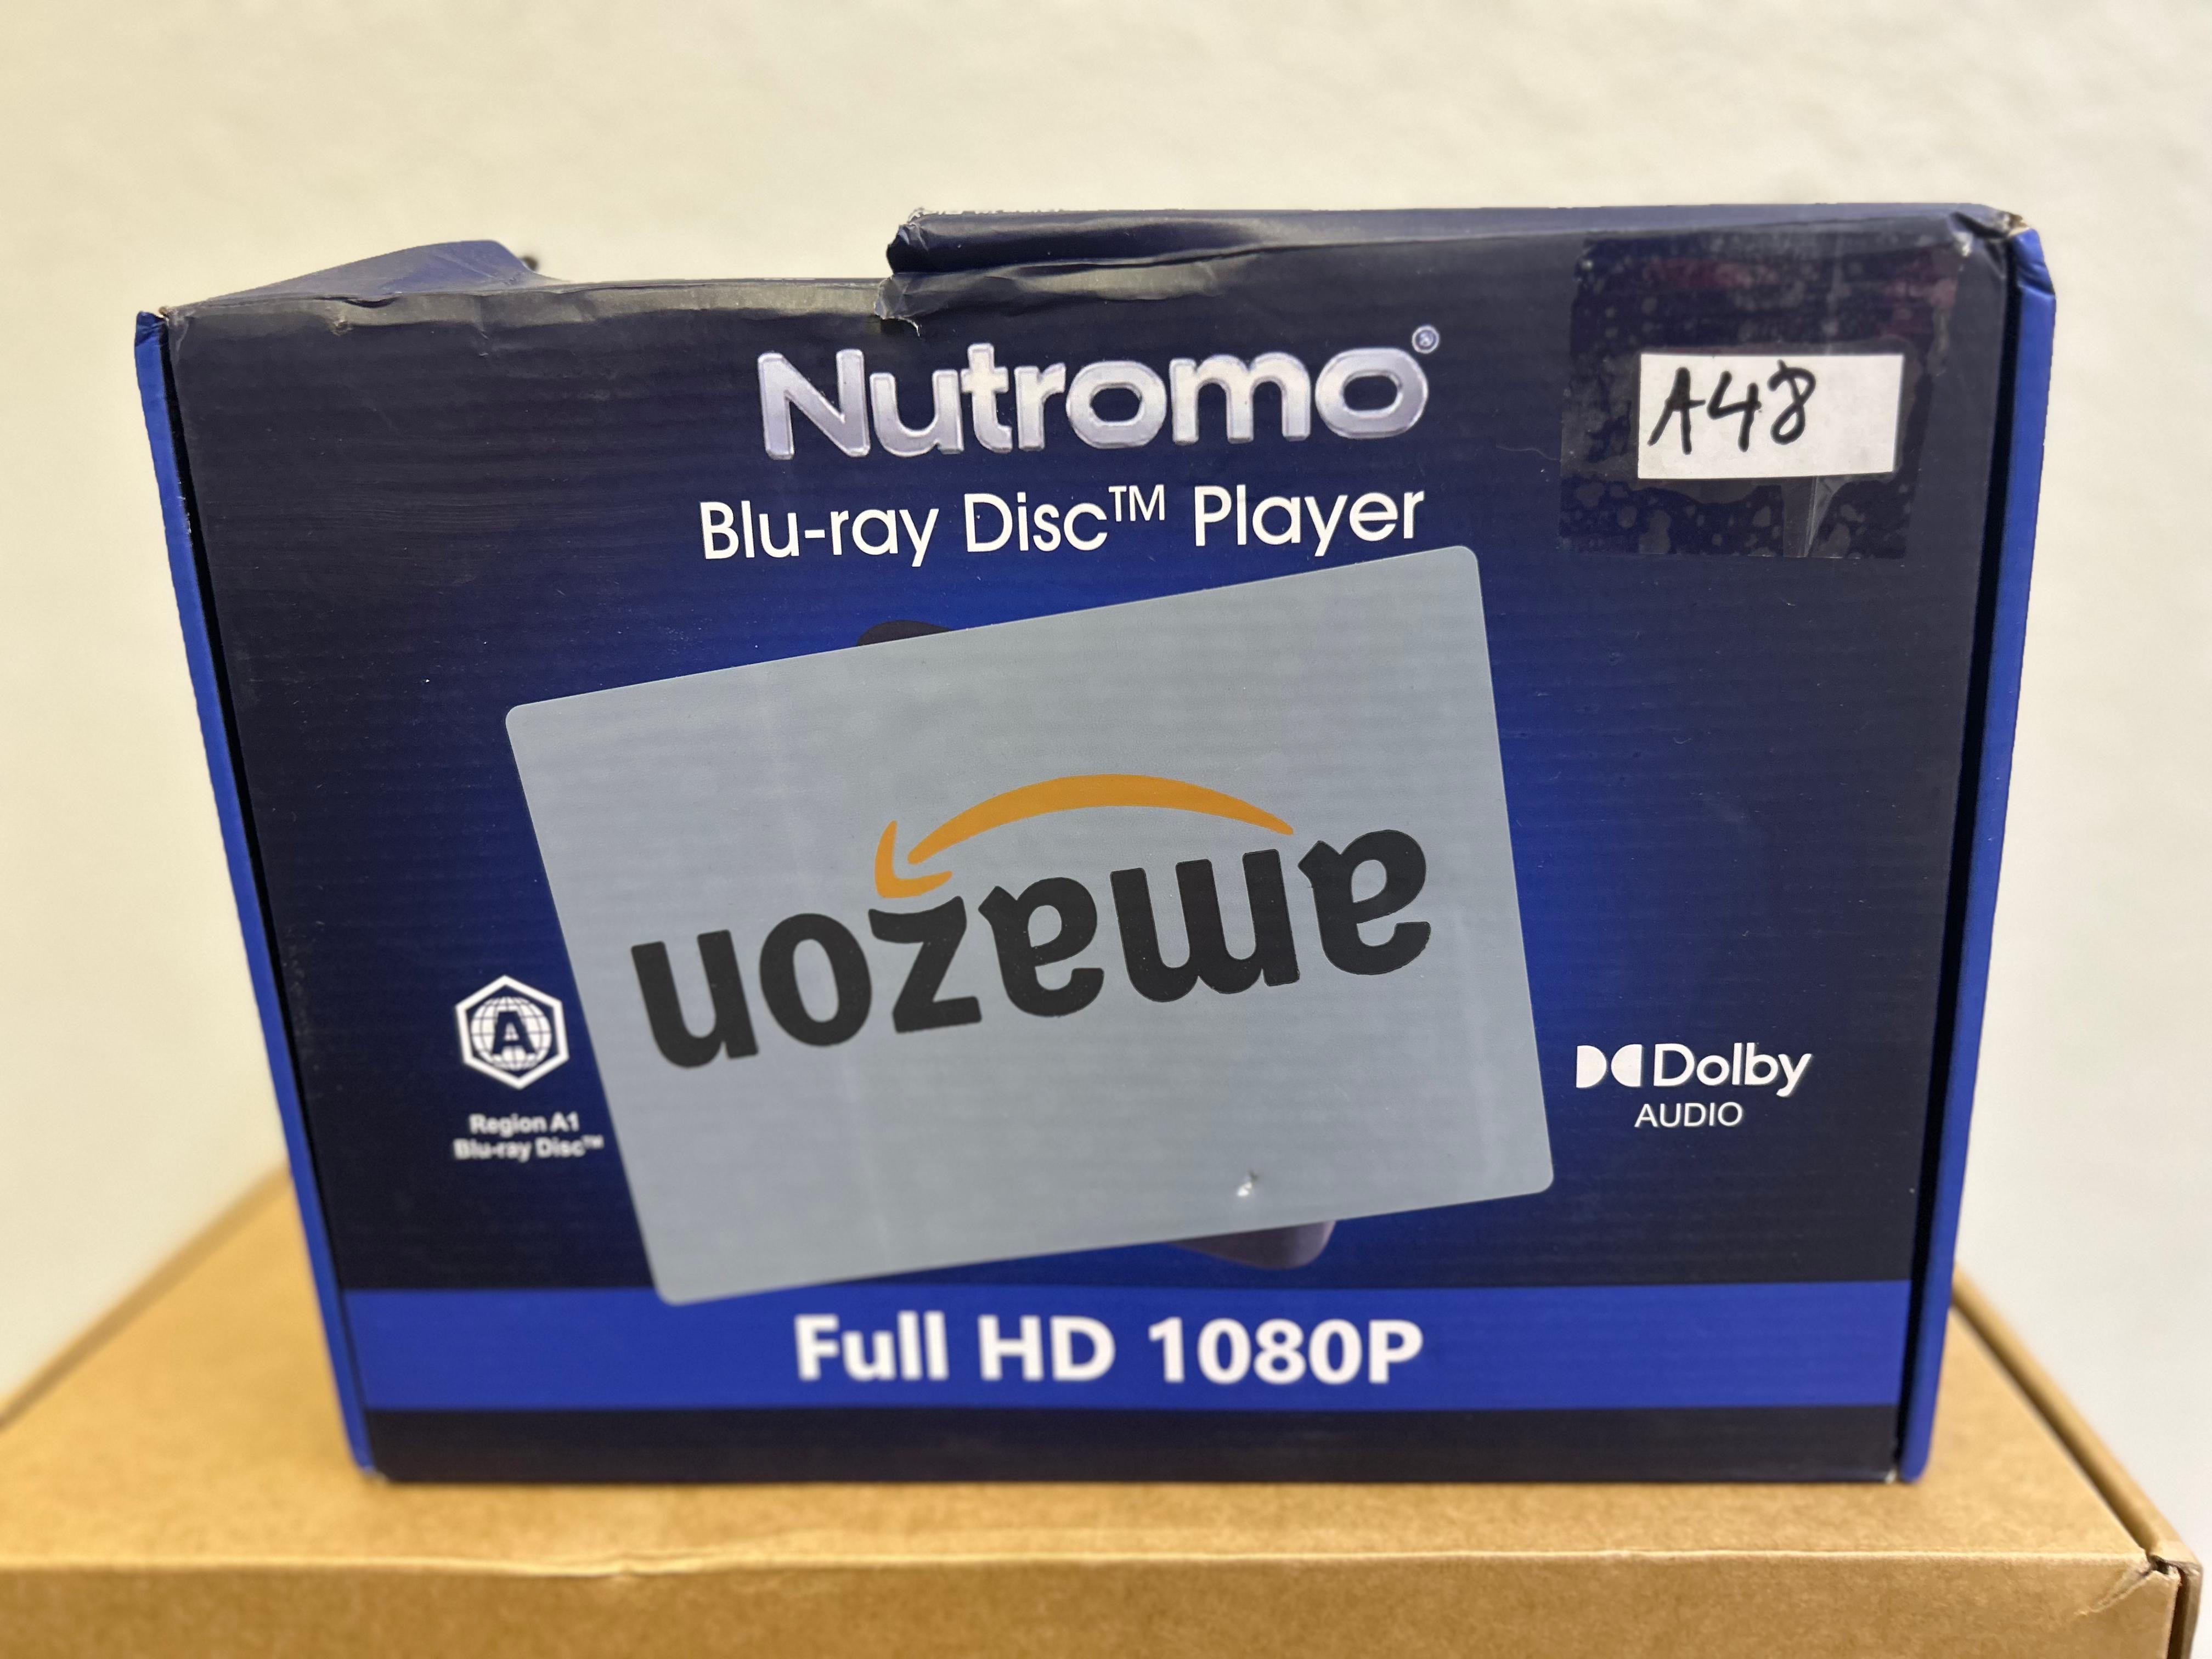 Nutromo®
A48
Blu-ray Disc™ Player
amazon
A
Region A1
Blu-ray Disc™
Dolby
AUDIO
Full HD 1080P